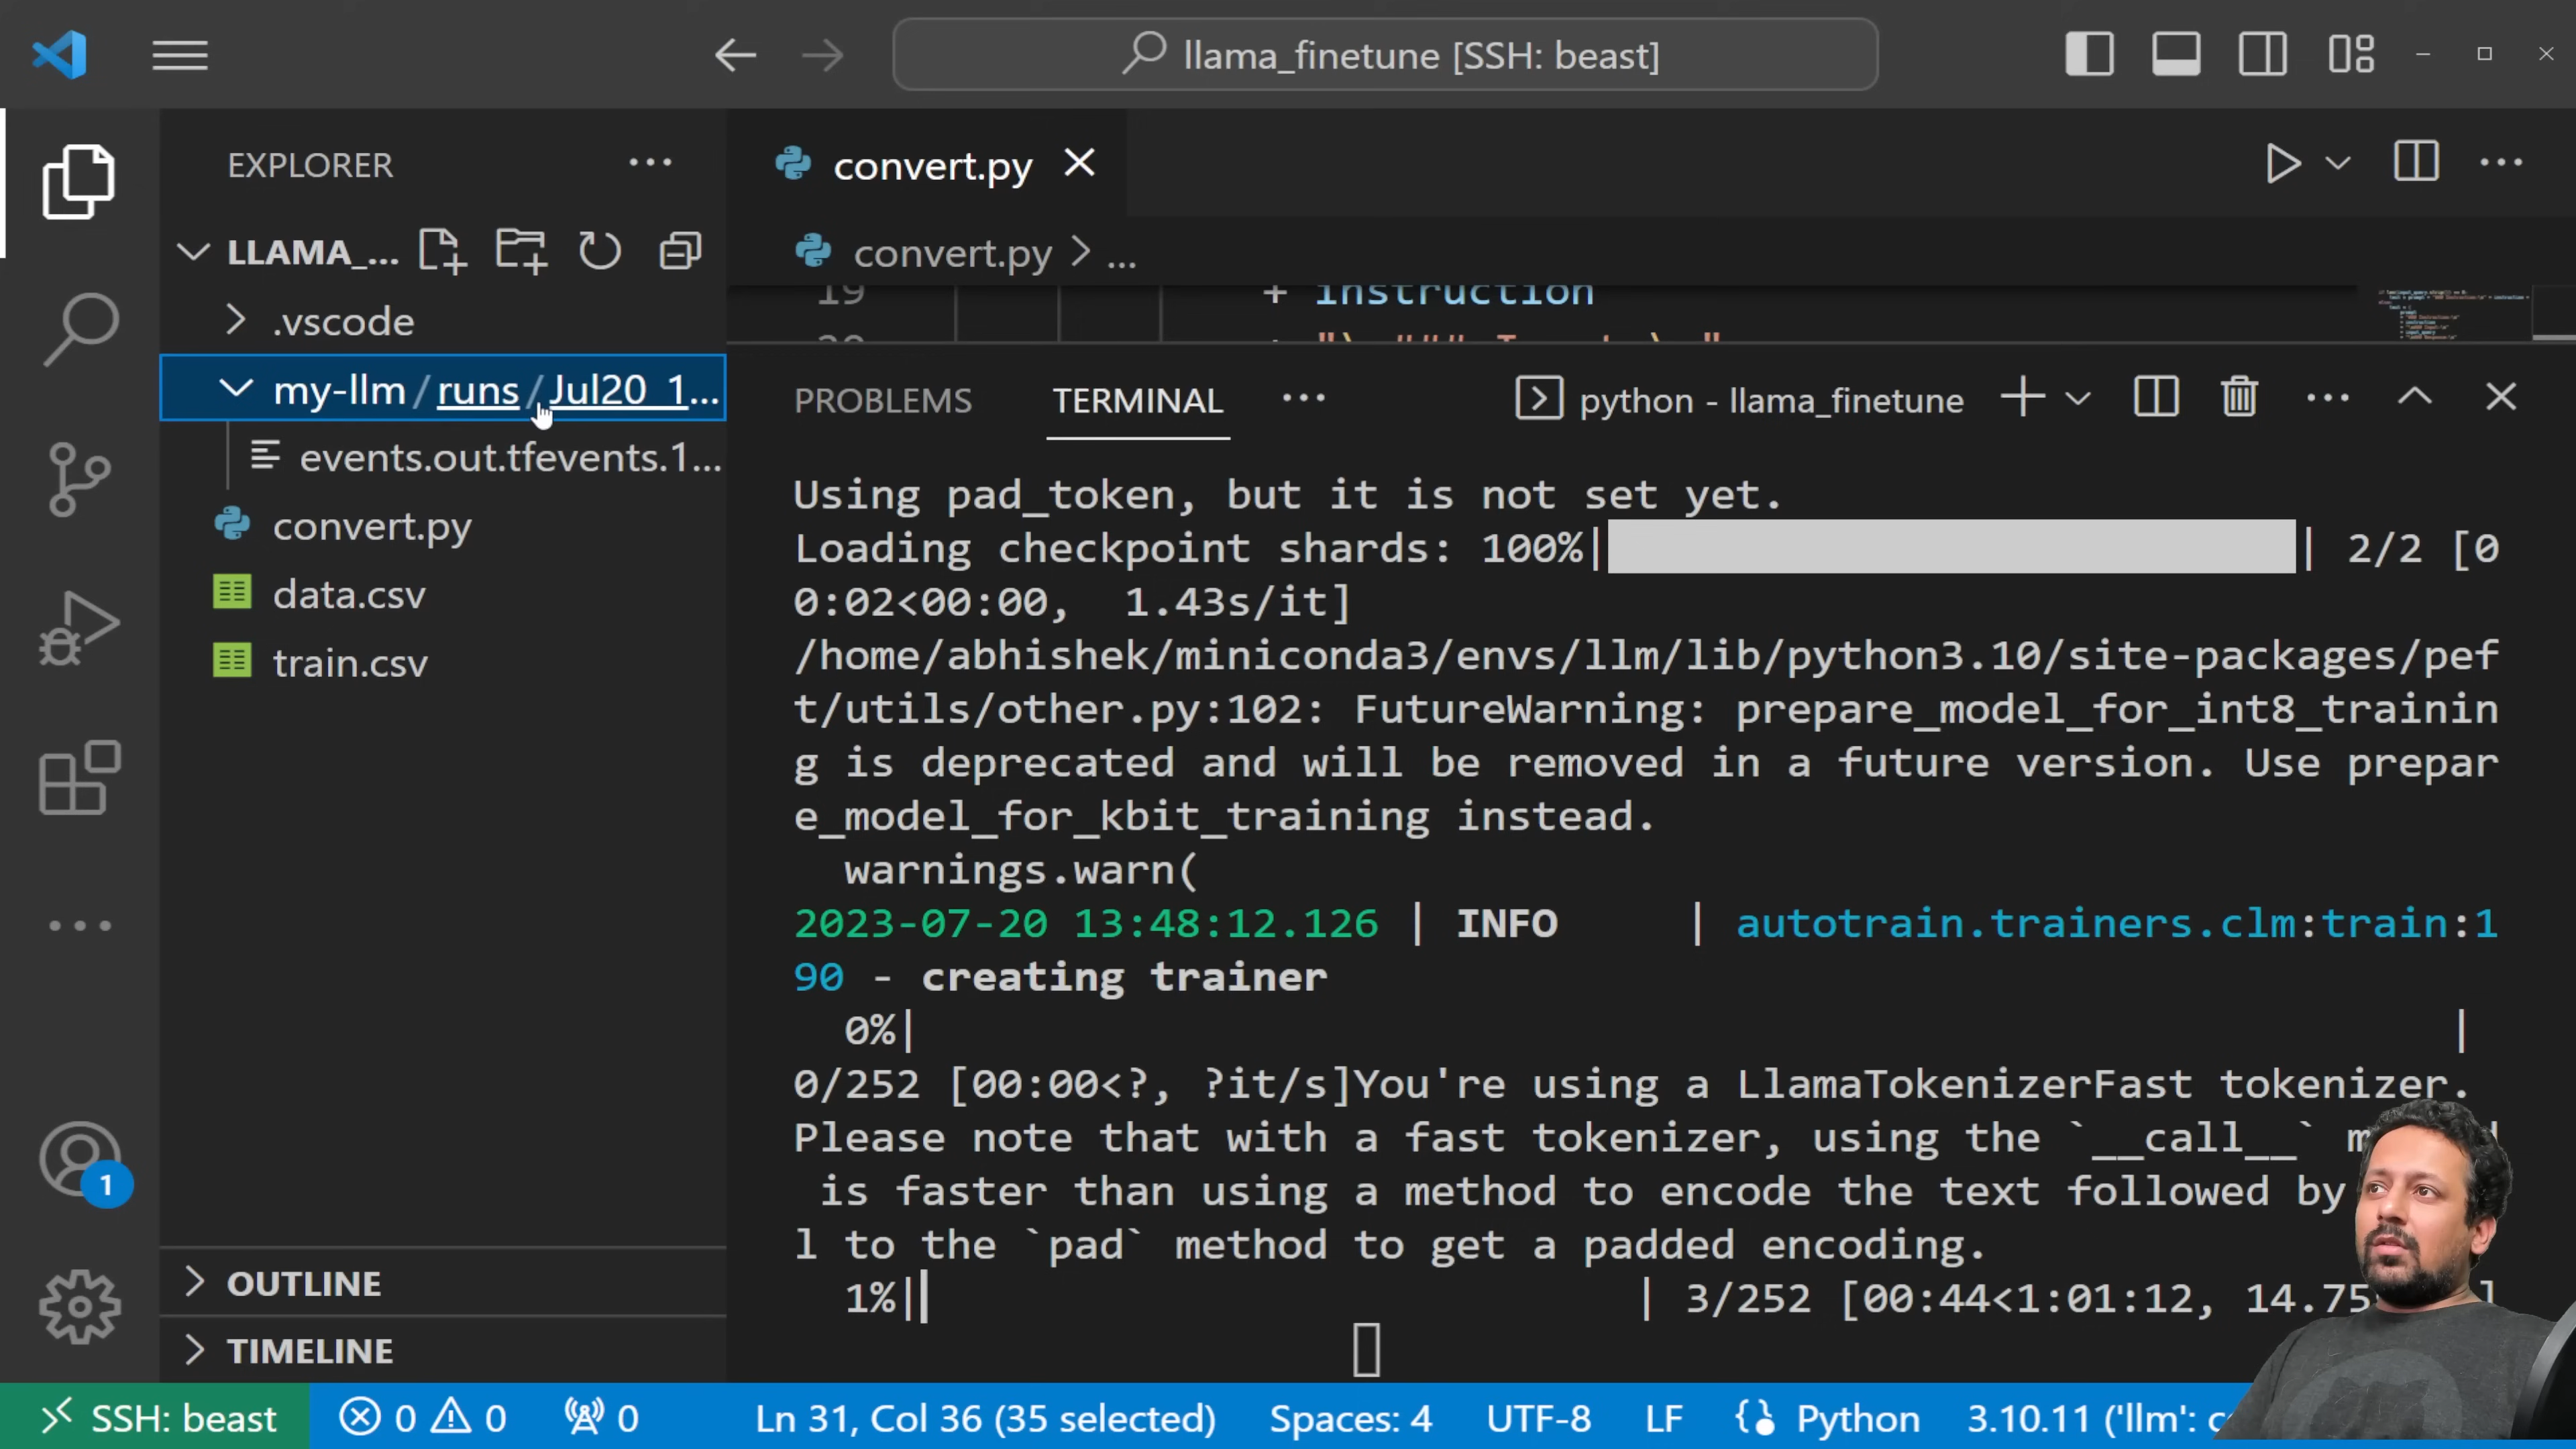 llama_finetune [SSH: beast]
EXPLORER
LLAMA_...
.vscode
my-llm / runs / Jul20_1...
events.out.tfevents.1...
convert.py
data.csv
train.csv
OUTLINE
TIMELINE
convert.py
convert.py > ...
19 + instruction
PROBLEMS TERMINAL ... python - llama_finetune
Using pad_token, but it is not set yet.
Loading checkpoint shards: 100%| | 2/2 [0
0:02<00:00, 1.43s/it]
/home/abhishek/miniconda3/envs/llm/lib/python3.10/site-packages/pef
t/utils/other.py:102: FutureWarning: prepare_model_for_int8_trainin
g is deprecated and will be removed in a future version. Use prepar
e_model_for_kbit_training instead.
warnings.warn(
2023-07-20 13:48:12.126 | INFO | autotrain.trainers.clm:train:1
90 - creating trainer
0%| |
0/252 [00:00<?, ?it/s]You're using a LlamaTokenizerFast tokenizer.
Please note that with a fast tokenizer, using the `__call__`
is faster than using a method to encode the text followed by
l to the `pad` method to get a padded encoding.
1%| | 3/252 [00:44<1:01:12, 14.75
1
SSH: beast 0 0 0 Ln 31, Col 36 (35 selected) Spaces: 4 UTF-8 LF Python 3.10.11 ('llm':